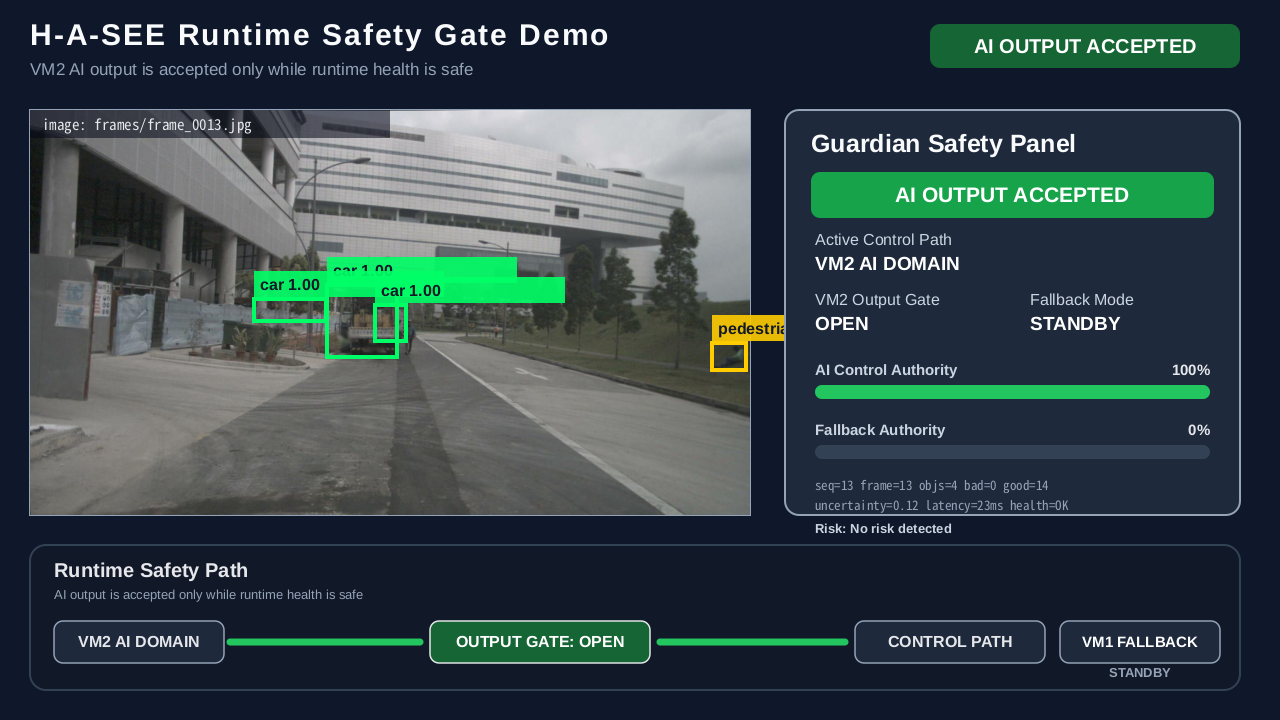 H-A-SEE Runtime Safety Gate Demo
VM2 AI output is accepted only while runtime health is safe
AI OUTPUT ACCEPTED
image: frames/frame_0013.jpg
car 1.00
car 1.00
car 1.00
pedestria
Guardian Safety Panel
AI OUTPUT ACCEPTED
Active Control Path
VM2 AI DOMAIN
VM2 Output Gate
Fallback Mode
OPEN
STANDBY
AI Control Authority
100%
Fallback Authority
0%
seq=13 frame=13 objs=4 bad=0 good=14
uncertainty=0.12 latency=23ms health=OK
Risk: No risk detected
Runtime Safety Path
AI output is accepted only while runtime health is safe
VM2 AI DOMAIN
OUTPUT GATE: OPEN
CONTROL PATH
VM1 FALLBACK
STANDBY